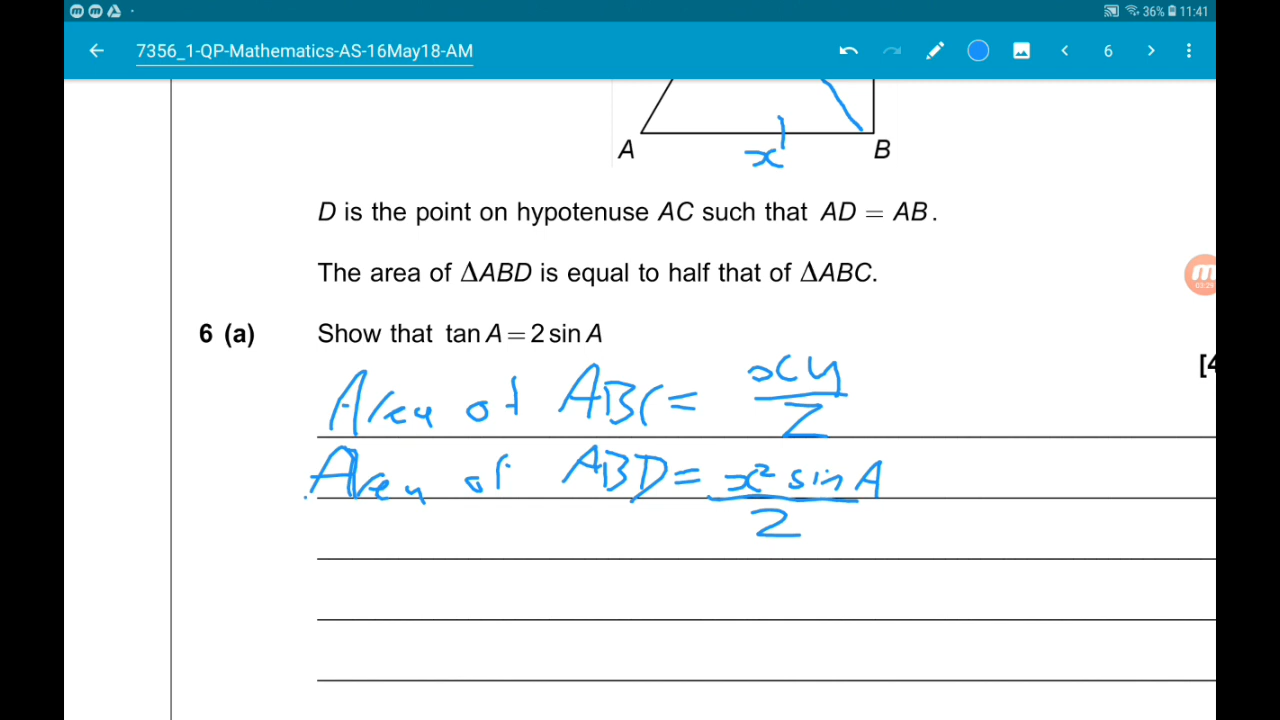 36% 11:41
7356_1-QP-Mathematics-AS-16May18-AM 6
A x B
D is the point on hypotenuse AC such that AD = AB.
The area of ΔABD is equal to half that of ΔABC.
03:29
6 (a) Show that tan A = 2 sin A
[4
Area of ABC = xy/2
Area of ABD = x² sin A/2